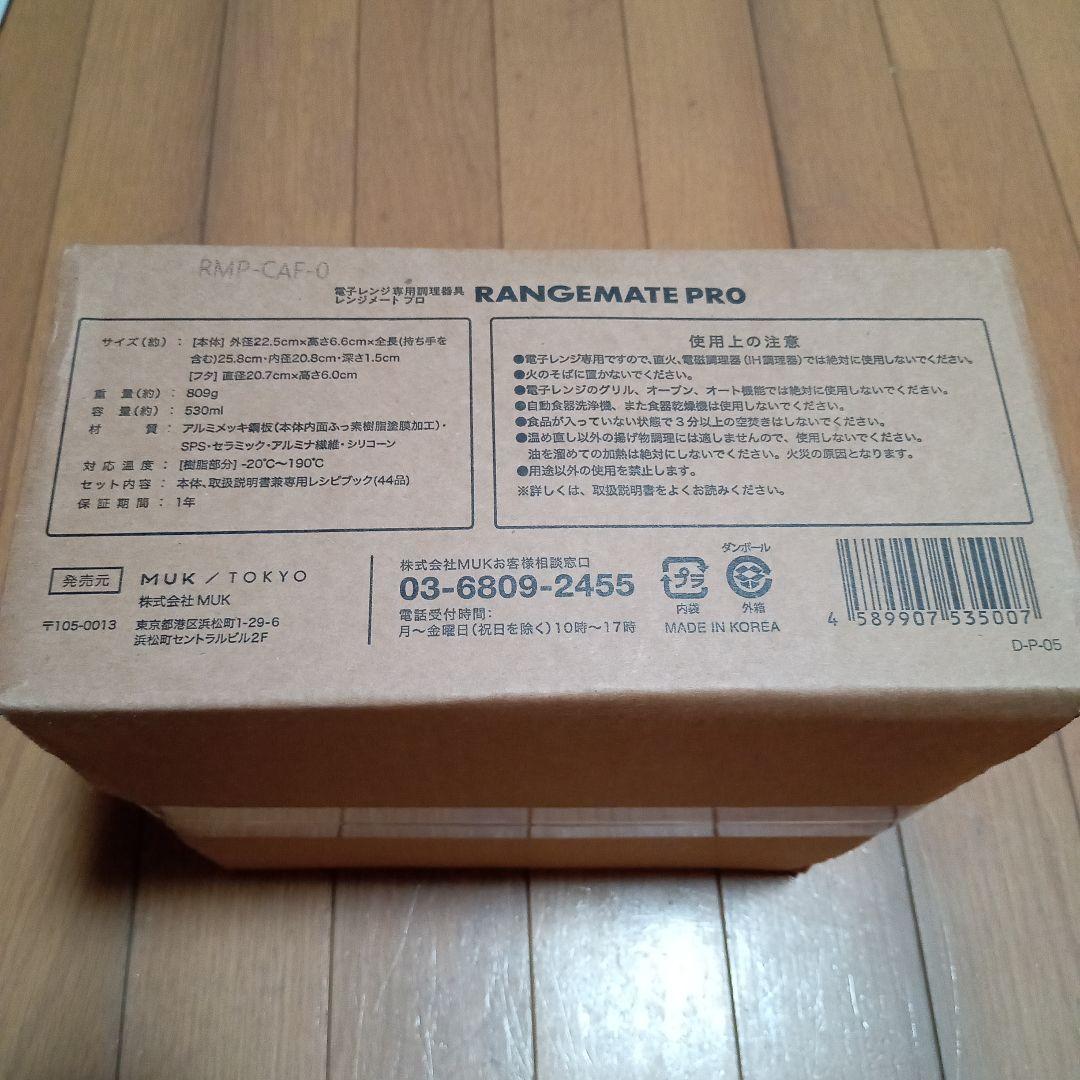 RMP-CAF-0
電子レンジ専用調理器具
レンジメート プロ
RANGEMATE PRO
サイズ(約): [本体] 外径22.5cm×高さ6.6cm×全長(持ち手を
含む)25.8cm・内径20.8cm・深さ1.5cm
[フタ] 直径20.7cm×高さ6.0cm
重量(約): 809g
容量(約): 530ml
材質: アルミメッキ鋼板(本体内面ふっ素樹脂塗膜加工)・
SPS・セラミック・アルミナ繊維・シリコーン
対応温度: [樹脂部分] -20℃〜190℃
セット内容: 本体、取扱説明書兼専用レシピブック(44品)
保証期間: 1年
使用上の注意
●電子レンジ専用ですので、直火、電磁調理器(IH調理器)では絶対に使用しないでください。
●火のそばに置かないでください。
●電子レンジのグリル、オーブン、オート機能では絶対に使用しないでください。
●自動食器洗浄機、また食器乾燥機は使用しないでください。
●食品が入っていない状態で3分以上の空焚きはしないでください。
●温め直し以外の揚げ物調理には適しませんので、使用しないでください。
油を溜めての加熱は絶対にしないでください。火災の原因となります。
●用途以外の使用を禁止します。
※詳しくは、取扱説明書をよくお読みください。
発売元
MUK / TOKYO
株式会社 MUK
〒105-0013 東京都港区浜松町1-29-6
浜松町セントラルビル2F
株式会社MUKお客様相談窓口
03-6809-2455
電話受付時間:
月〜金曜日(祝日を除く)10時〜17時
プラ
内袋
ダンボール
外箱
MADE IN KOREA
4 589907 535007
D-P-05